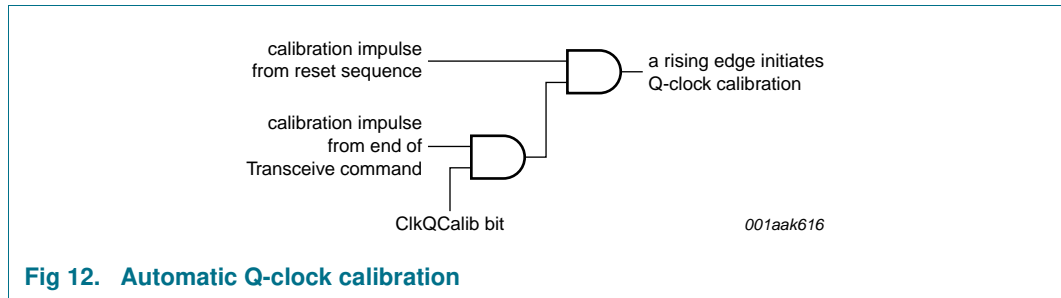 calibration impulse
from reset sequence
a rising edge initiates
Q-clock calibration
calibration impulse
from end of
Transceive command
ClkQCalib bit
001aak616
Fig 12. Automatic Q-clock calibration